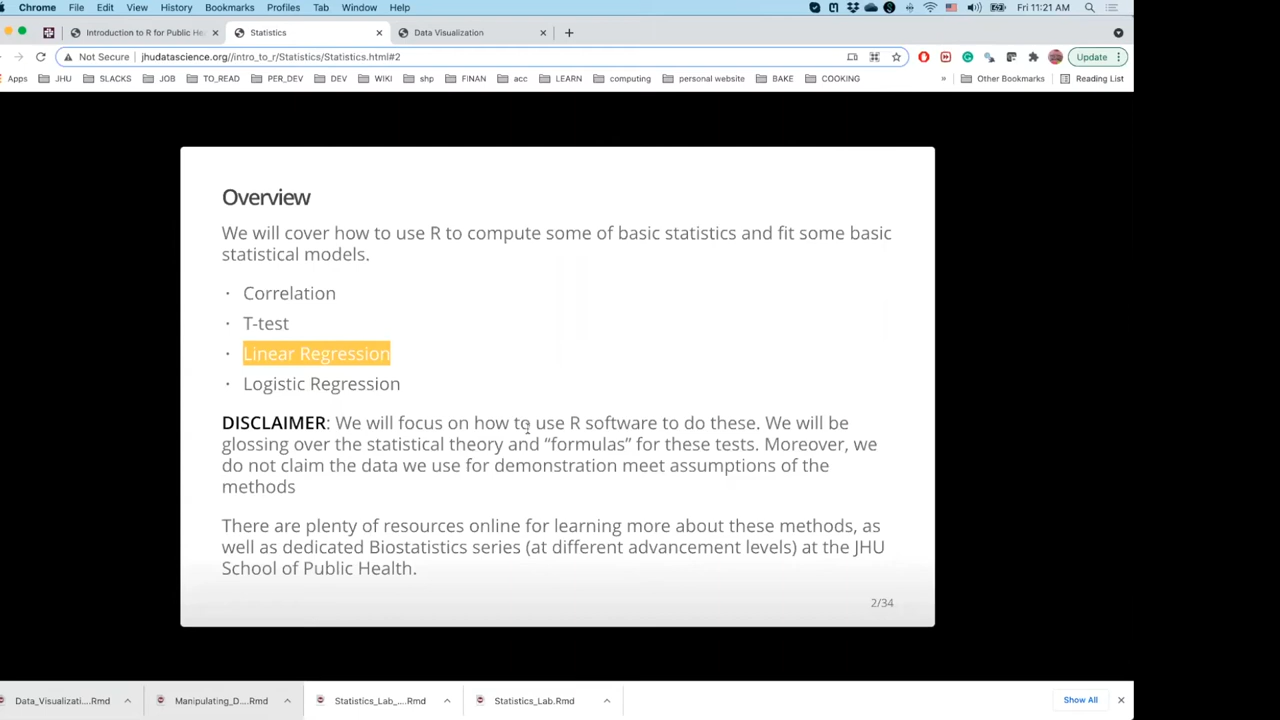 Chrome File Edit View History Bookmarks Profiles Tab Window Help Fri 11:21 AM
Introduction to R for Public He Statistics Data Visualization
Not Secure jhudatascience.org//intro_to_r/Statistics/Statistics.html#2 Update
Apps JHU SLACKS JOB TO_READ PER_DEV DEV WIKI shp FINAN acc LEARN computing personal website BAKE COOKING » Other Bookmarks Reading List
Overview
We will cover how to use R to compute some of basic statistics and fit some basic
statistical models.
· Correlation
· T-test
· Linear Regression
· Logistic Regression
DISCLAIMER: We will focus on how to use R software to do these. We will be
glossing over the statistical theory and “formulas” for these tests. Moreover, we
do not claim the data we use for demonstration meet assumptions of the
methods
There are plenty of resources online for learning more about these methods, as
well as dedicated Biostatistics series (at different advancement levels) at the JHU
School of Public Health.
2/34
Data_Visualizati....Rmd Manipulating_D....Rmd Statistics_Lab_....Rmd Statistics_Lab.Rmd Show All